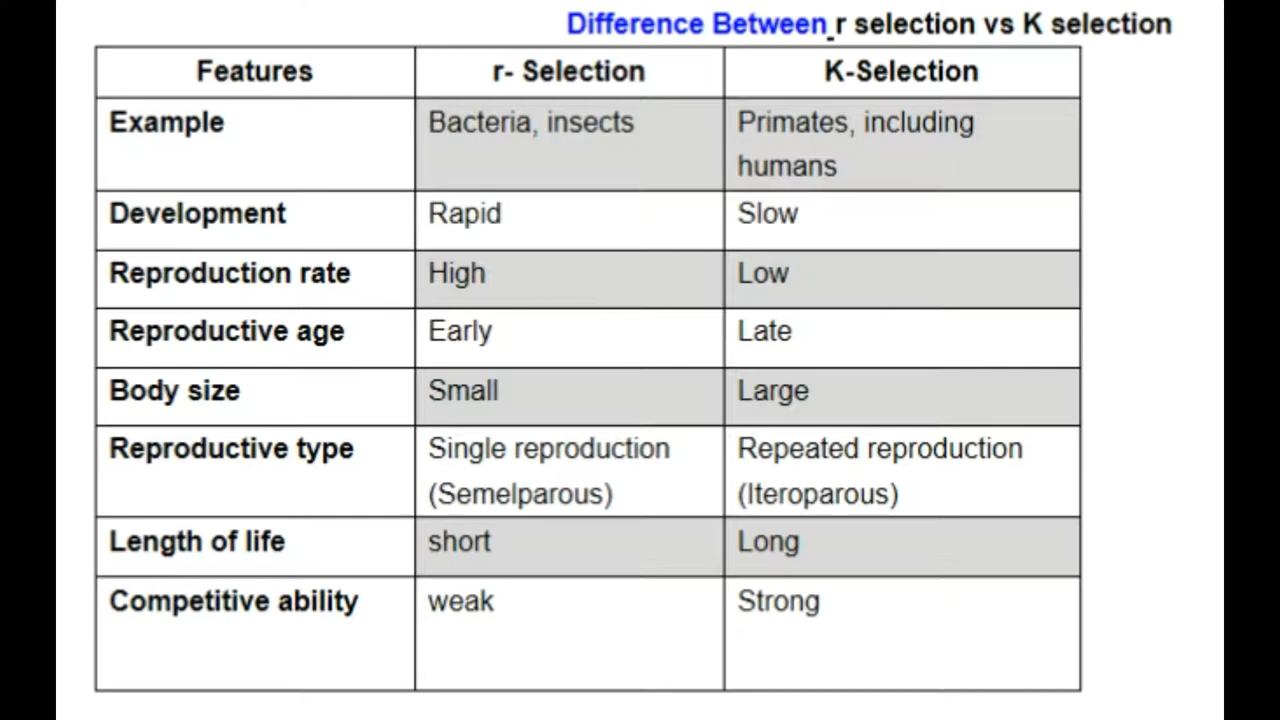 Difference Between r selection vs K selection
Features r- Selection K-Selection
Example Bacteria, insects Primates, including
humans
Development Rapid Slow
Reproduction rate High Low
Reproductive age Early Late
Body size Small Large
Reproductive type Single reproduction Repeated reproduction
(Semelparous) (Iteroparous)
Length of life short Long
Competitive ability weak Strong